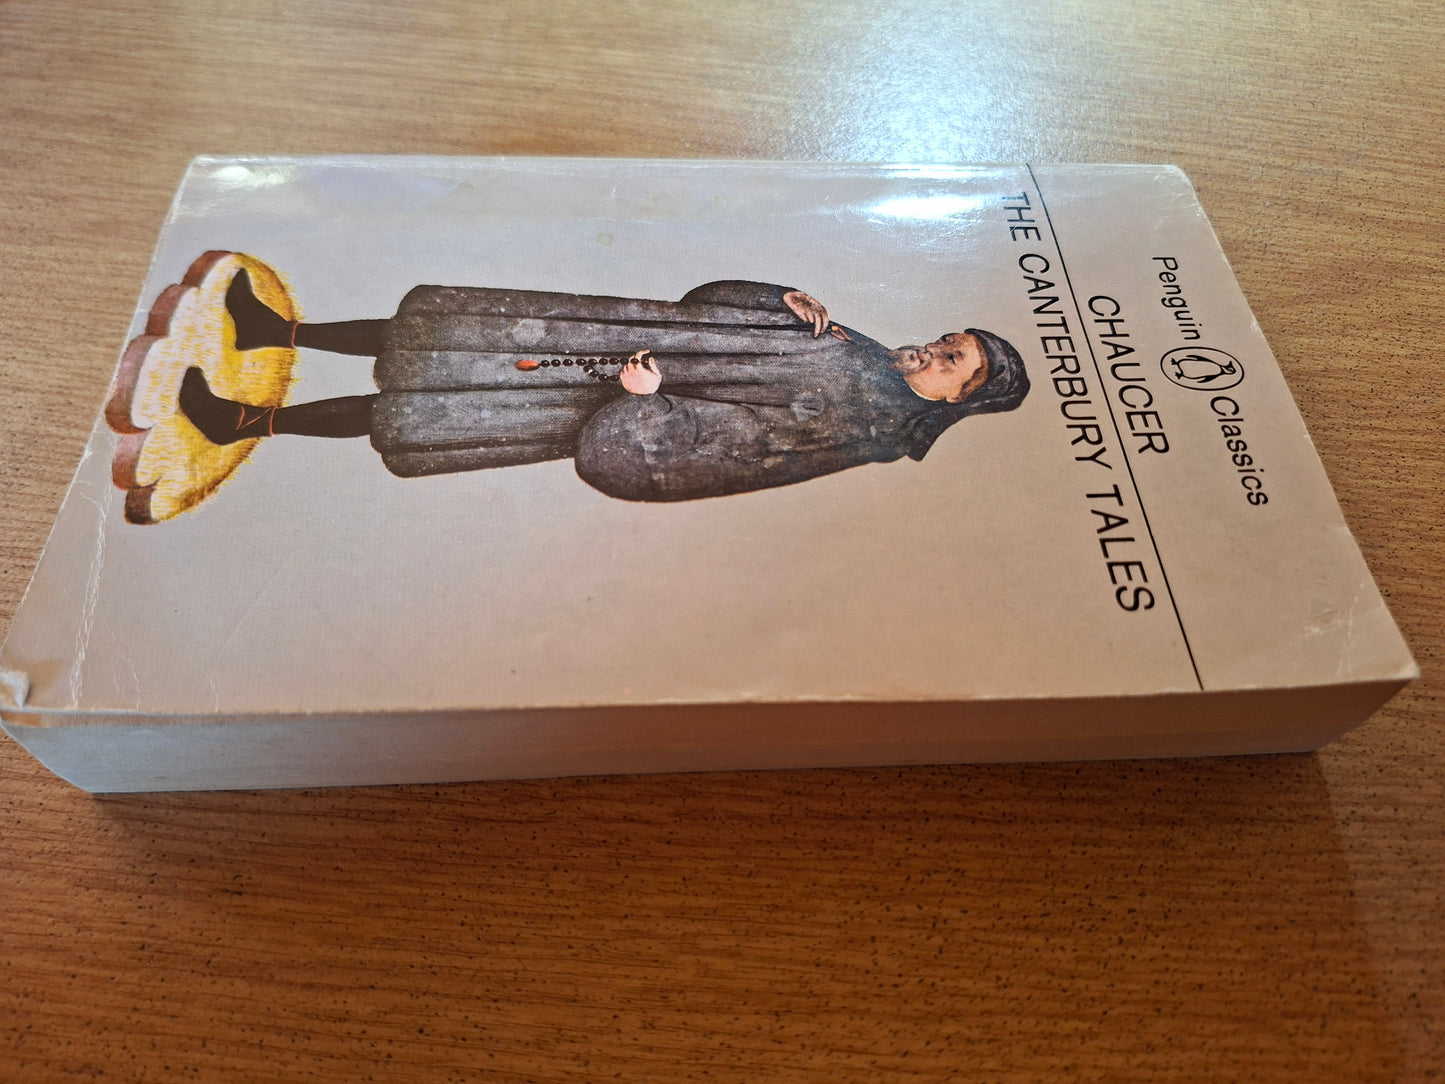 Penguin Classics
CHAUCER
THE CANTERBURY TALES